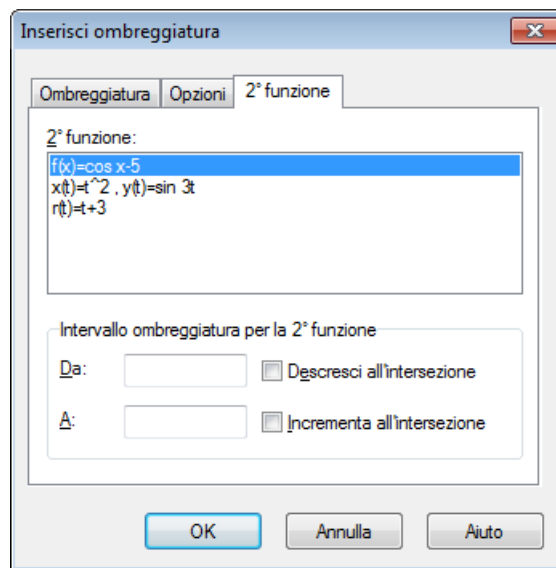 Inserisci ombreggiatura
Ombreggiatura Opzioni 2° funzione
2° funzione:
f(x)=cos x-5
x(t)=t^2 , y(t)=sin 3t
r(t)=t+3
Intervallo ombreggiatura per la 2° funzione
Da: Descresci all'intersezione
A: Incrementa all'intersezione
OK Annulla Aiuto